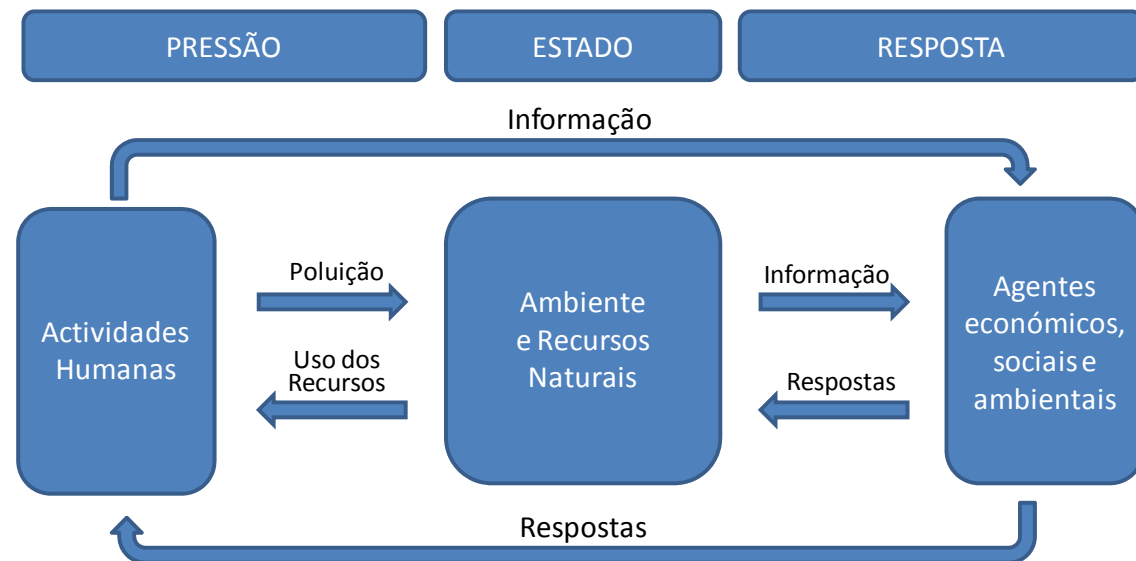 PRESSÃO
ESTADO
RESPOSTA
Informação
Actividades
Humanas
Poluição
Uso dos
Recursos
Ambiente
e Recursos
Naturais
Informação
Respostas
Agentes
económicos,
sociais e
ambientais
Respostas